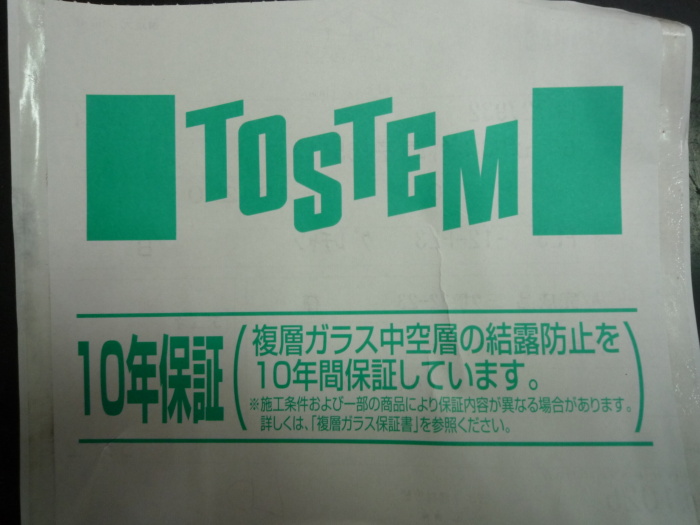 TOSTEM
10年保証
複層ガラス中空層の結露防止を
10年間保証しています。
※施工条件および一部の商品により保証内容が異なる場合があります。
詳しくは、「複層ガラス保証書」を参照ください。